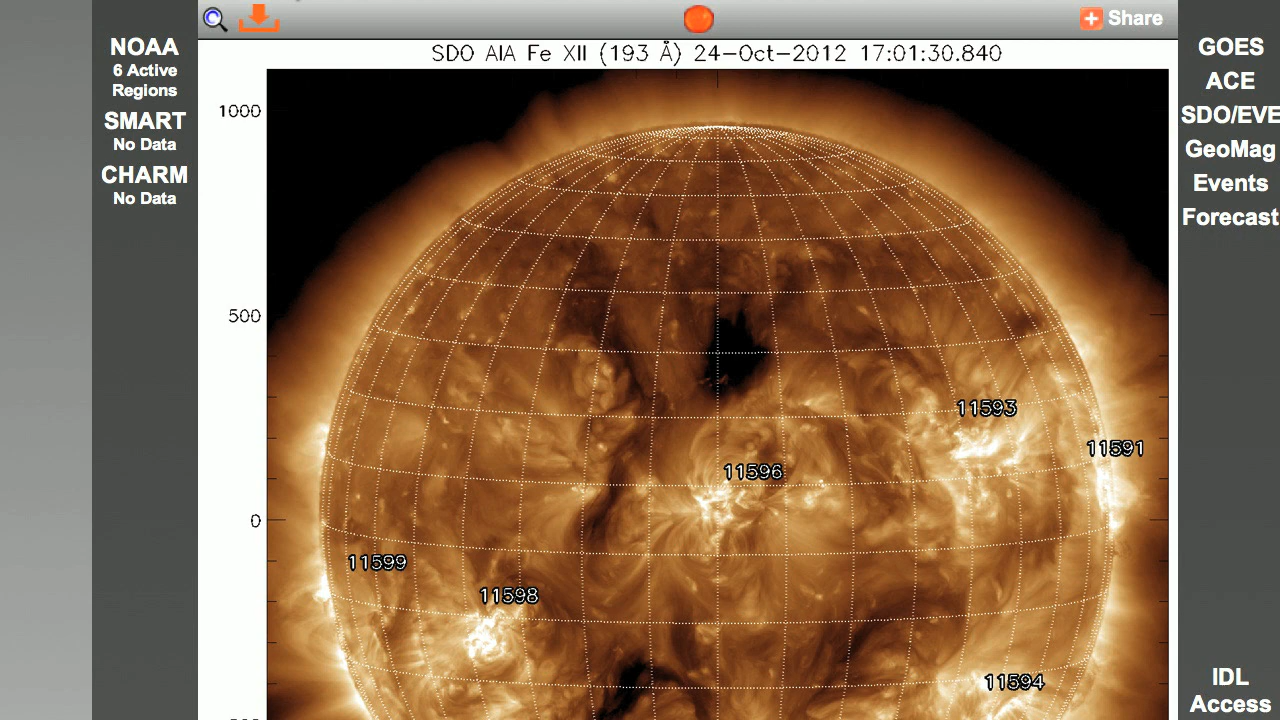 NOAA
6 Active
Regions
SMART
No Data
CHARM
No Data
Share
SDO AIA Fe XII (193 Å) 24-Oct-2012 17:01:30.840
1000
500
0
11593
11591
11596
11599
11598
11594
GOES
ACE
SDO/EVE
GeoMag
Events
Forecast
IDL
Access